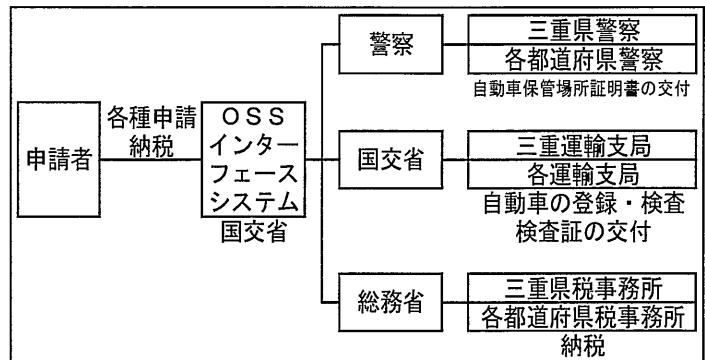 申請者
各種申請
納税
OSS
インター
フェース
システム
国交省
警察
三重県警察
各都道府県警察
自動車保管場所証明書の交付
国交省
三重運輸支局
各運輸支局
自動車の登録・検査
検査証の交付
総務省
三重県税事務所
各都道府県税事務所
納税